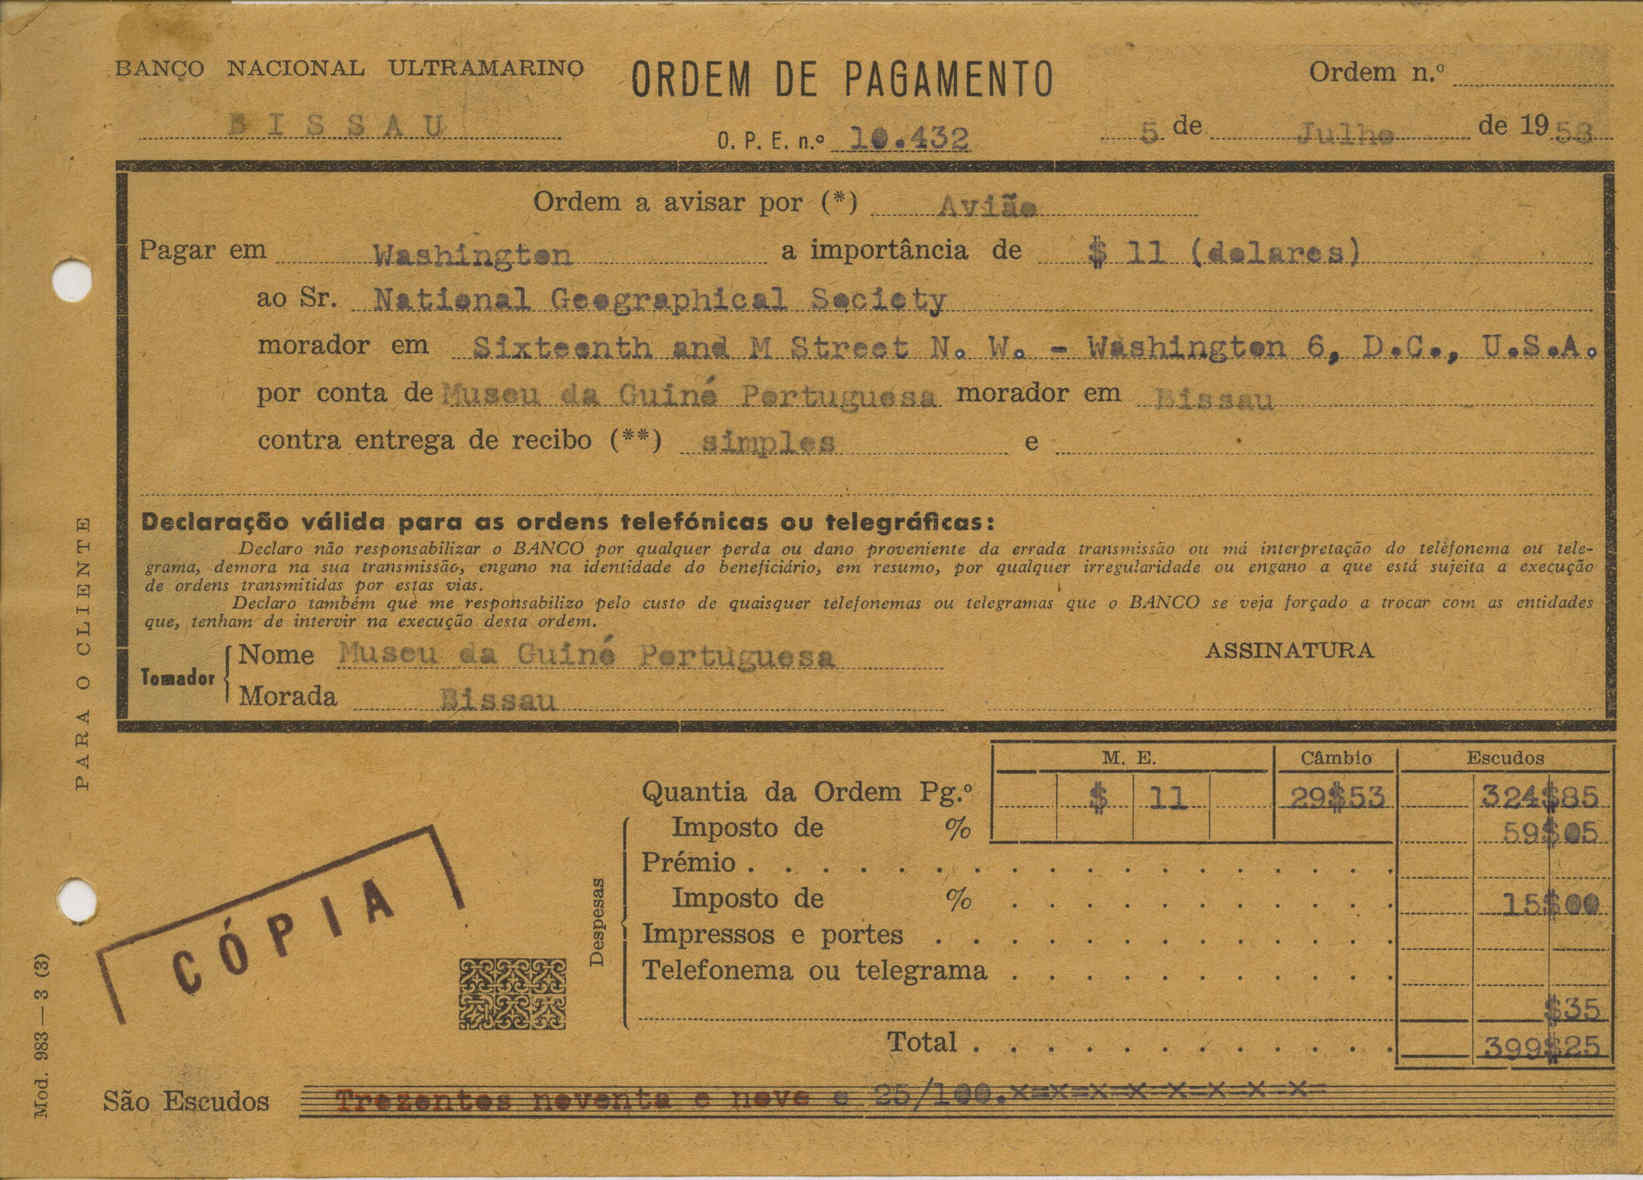 BANCO NACIONAL ULTRAMARINO
BISSAU
ORDEM DE PAGAMENTO
O. P. E. n.º 10.432
Ordem n.º
5 de Julho de 1958
Ordem a avisar por (*) Avião
Pagar em Washington a importância de $ 11 (dolares)
ao Sr. National Geographical Society
morador em Sixteenth and M Street N. W. - Washington 6, D.C., U.S.A.
por conta de Museu da Guiné Portuguesa morador em Bissau
contra entrega de recibo (**) simples e
Declaração válida para as ordens telefónicas ou telegráficas:
Declaro não responsabilizar o BANCO por qualquer perda ou dano proveniente da errada transmissão ou má interpretação do telefonema ou tele-
grama, demora na sua transmissão, engano na identidade do beneficiário, em resumo, por qualquer irregularidade ou engano a que está sujeita a execução
de ordens transmitidas por estas vias.
Declaro também que me responsabilizo pelo custo de quaisquer telefonemas ou telegramas que o BANCO se veja forçado a trocar com as entidades
que, tenham de intervir na execução desta ordem.
Tomador
Nome Museu da Guiné Portuguesa
Morada Bissau
ASSINATURA
PARA O CLIENTE
M. E. Câmbio Escudos
Quantia da Ordem Pg.º $ 11 29$53 324$85
Imposto de % 59$05
Prémio
Imposto de % 15$00
Impressos e portes
Telefonema ou telegrama
$35
Despesas
Total 399$25
CÓPIA
Mod. 983 — 3 (3)
São Escudos Trezentos noventa e nove e 25/100.x=x=x=x=x=x=x=x=